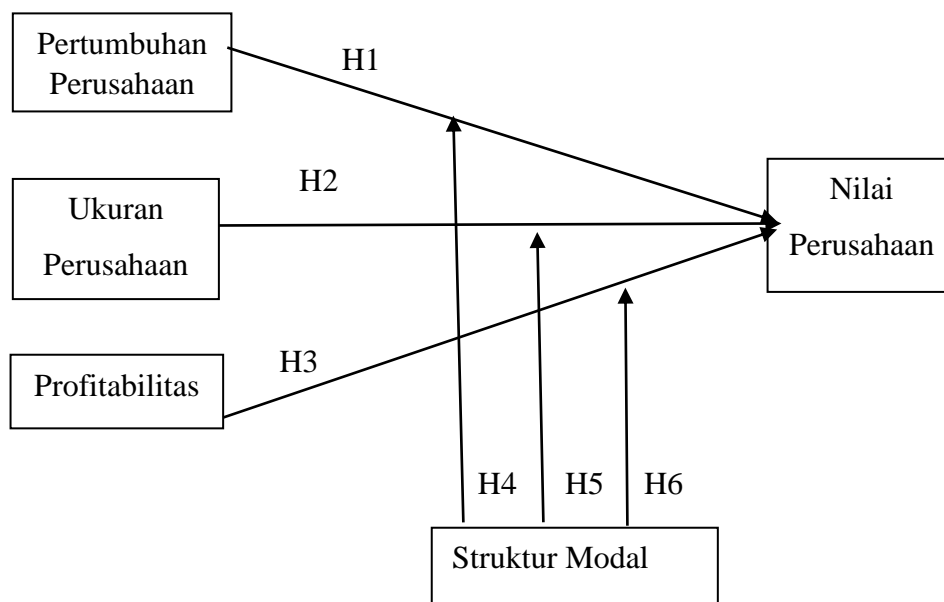 Pertumbuhan
Perusahaan
H1
H2
Ukuran
Perusahaan
Nilai
Perusahaan
H3
Profitabilitas
H4
H5
H6
Struktur Modal